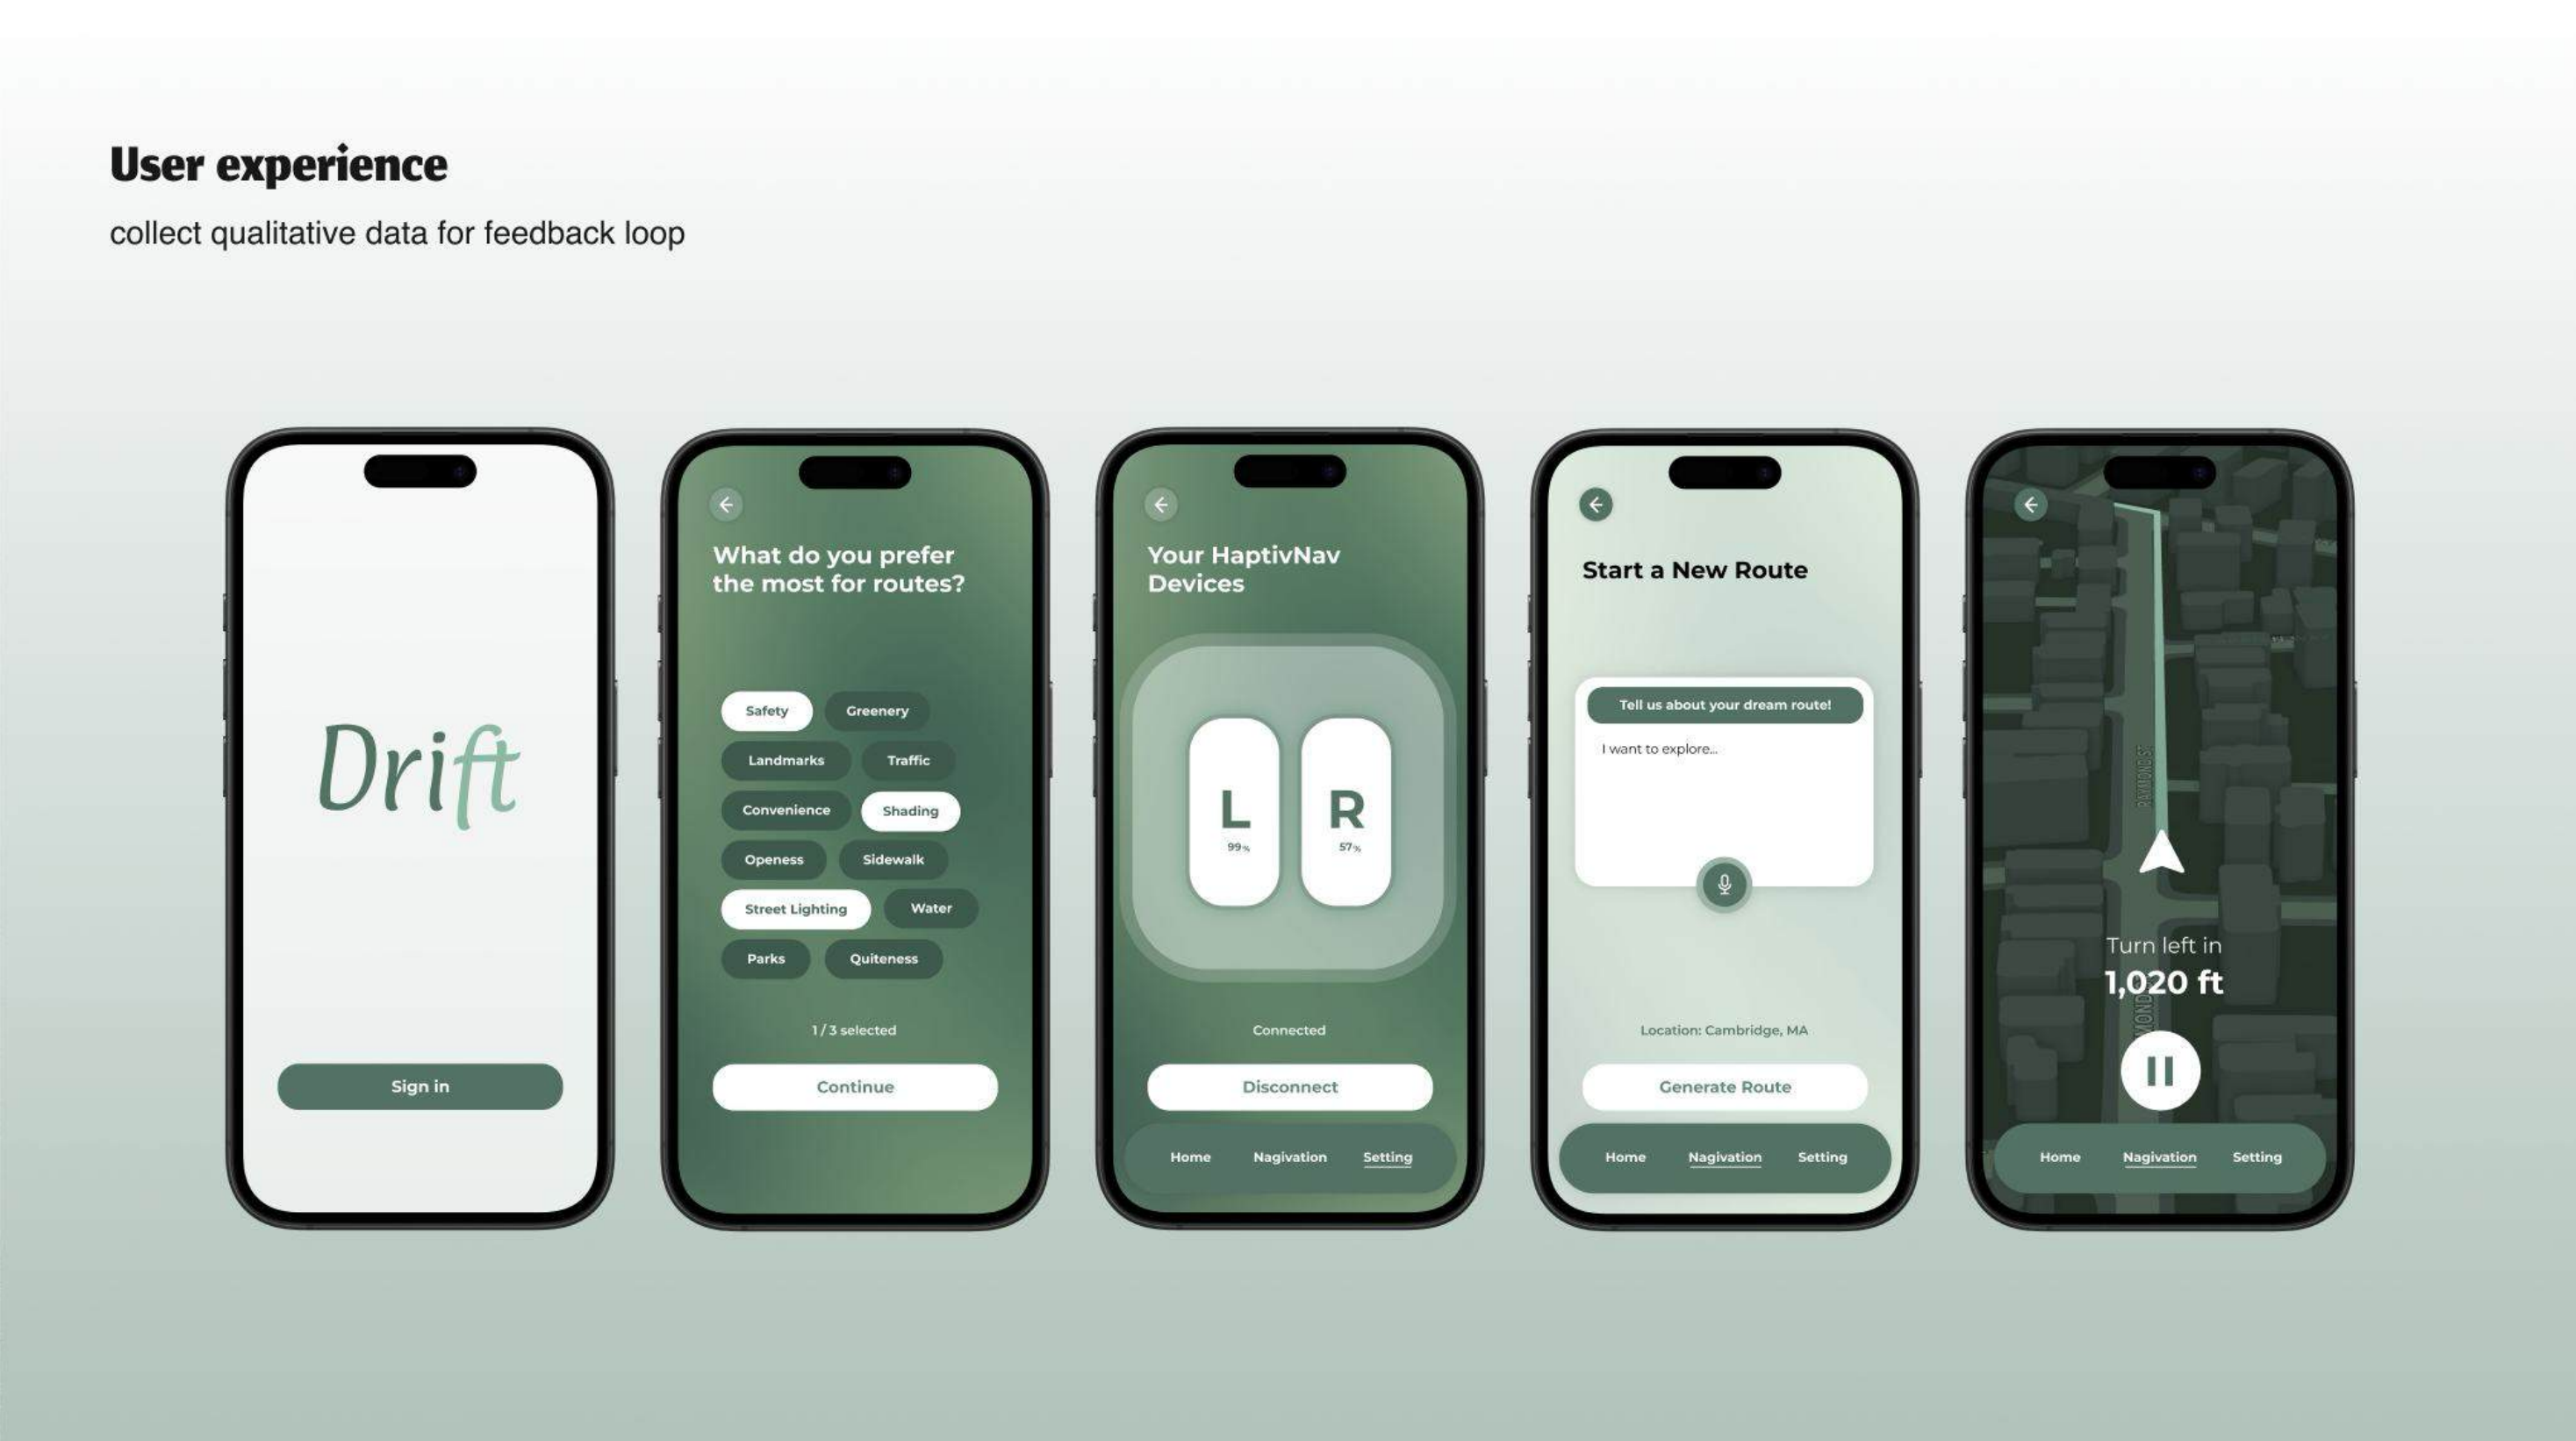 User experience
collect qualitative data for feedback loop
Drift
Sign in
What do you prefer
the most for routes?
Safety
Greenery
Landmarks
Traffic
Convenience
Shading
Openess
Sidewalk
Street Lighting
Water
Parks
Quiteness
1 / 3 selected
Continue
Your HaptivNav
Devices
L
99%
R
57%
Connected
Disconnect
Home
Nagivation
Setting
Start a New Route
Tell us about your dream route!
I want to explore...
Location: Cambridge, MA
Generate Route
Home
Nagivation
Setting
RAYMOND ST
Turn left in
1,020 ft
Home
Nagivation
Setting